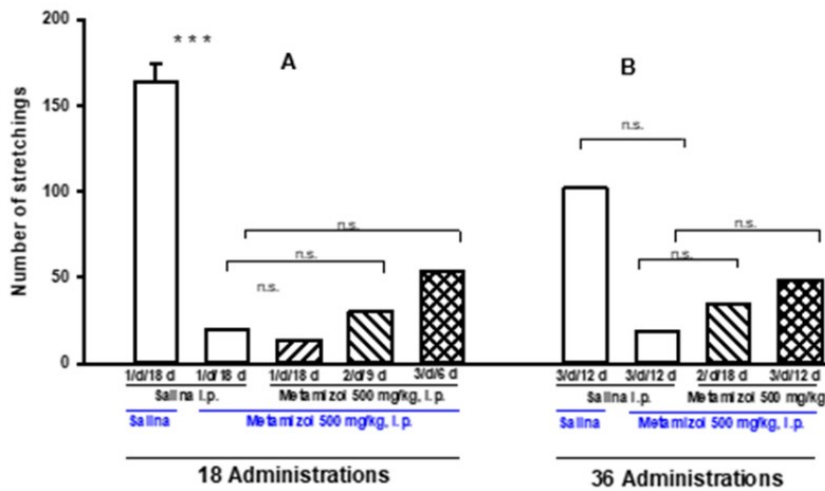 200
* * *
A
B
n.s.
150
Number of stretchings
100
n.s.
n.s.
n.s.
n.s.
50
n.s.
0
1/d/18 d 1/d/18 d 1/d/18 d 2/d/9 d 3/d/6 d 3/d/12 d 3/d/12 d 2/d/18 d 3/d/12 d
Salina i.p. Metamizol 500 mg/kg, i.p. Salina i.p. Metamizol 500 mg/kg
Salina Metamizol 500 mg/kg, i.p. Salina Metamizol 500 mg/kg, i.p.
18 Administrations 36 Administrations